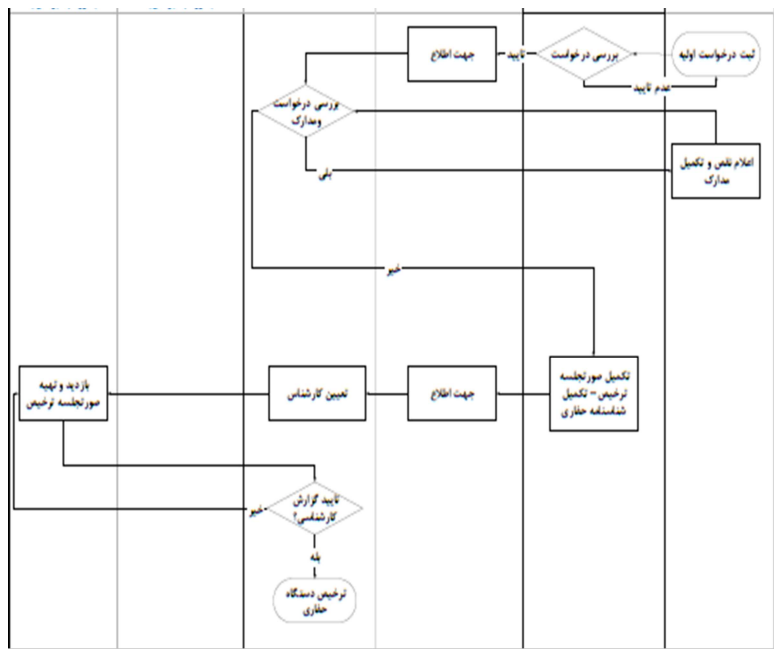 ثبت درخواست اولیه
بررسی درخواست
تایید
جهت اطلاع
عدم تایید
بررسی درخواست
ومدارک
اعلام نقص و تکمیل
مدارک
بلی
خیر
تکمیل صورتجلسه
ترخیص – تکمیل
شناسنامه حفاری
جهت اطلاع
تعیین کارشناس
بازدید و تهیه
صورتجلسه ترخیص
تایید گزارش
کارشناسی؟
خیر
بله
ترخیص دستگاه
حفاری